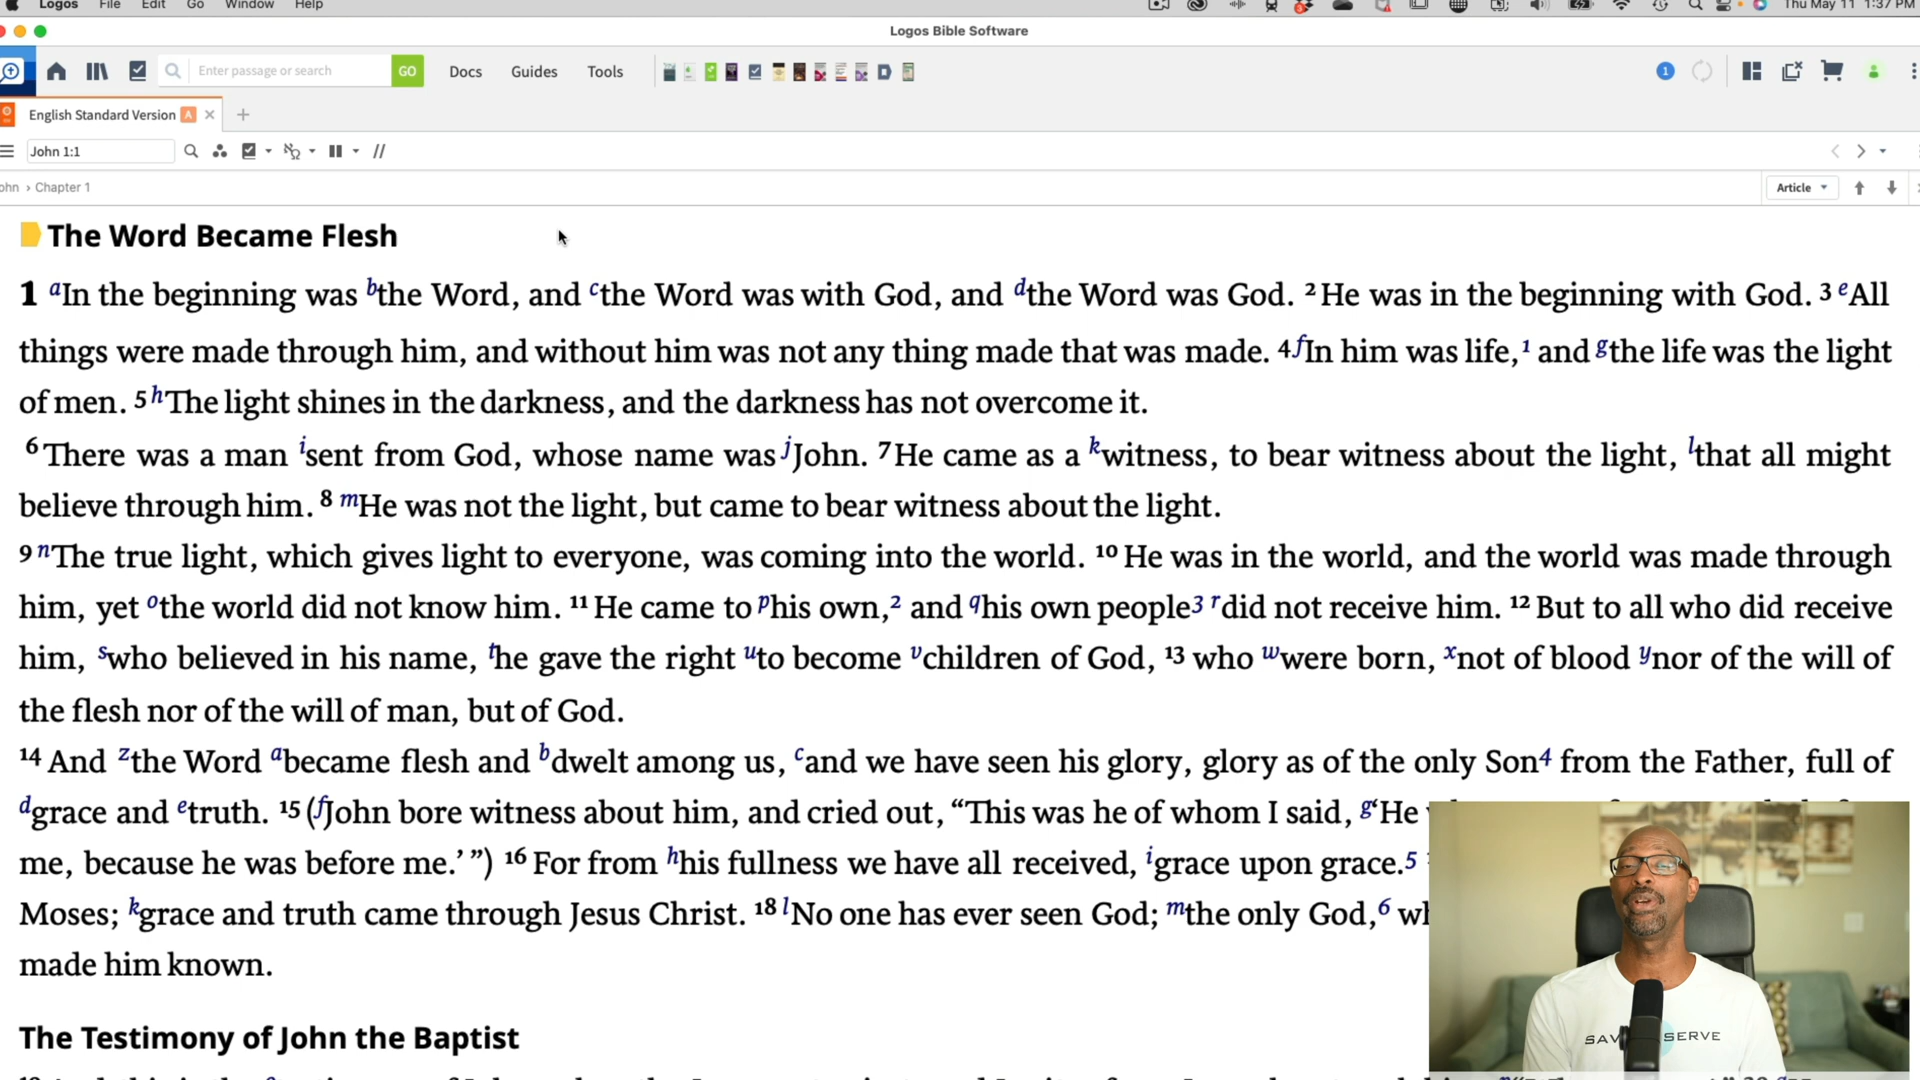 Logos File Edit Go Window Help Thu May 11 1:37 PM
Logos Bible Software
Enter passage or search GO Docs Guides Tools 1
English Standard Version A
John 1:1
ohn › Chapter 1 Article
The Word Became Flesh
1 aIn the beginning was bthe Word, and cthe Word was with God, and dthe Word was God. 2 He was in the beginning with God. 3 eAll
things were made through him, and without him was not any thing made that was made. 4 fIn him was life,1 and gthe life was the light
of men. 5 hThe light shines in the darkness, and the darkness has not overcome it.
6 There was a man isent from God, whose name was jJohn. 7 He came as a kwitness, to bear witness about the light, lthat all might
believe through him. 8 mHe was not the light, but came to bear witness about the light.
9 nThe true light, which gives light to everyone, was coming into the world. 10 He was in the world, and the world was made through
him, yet othe world did not know him. 11 He came to phis own,2 and qhis own people3 rdid not receive him. 12 But to all who did receive
him, swho believed in his name, the gave the right uto become vchildren of God, 13 who wwere born, xnot of blood ynor of the will of
the flesh nor of the will of man, but of God.
14 And zthe Word abecame flesh and bdwelt among us, cand we have seen his glory, glory as of the only Son4 from the Father, full of
dgrace and etruth. 15 (fJohn bore witness about him, and cried out, “This was he of whom I said, g‘He
me, because he was before me.’ ”) 16 For from hhis fullness we have all received, igrace upon grace.5
Moses; kgrace and truth came through Jesus Christ. 18 lNo one has ever seen God; mthe only God,6
made him known.
SERVE
The Testimony of John the Baptist